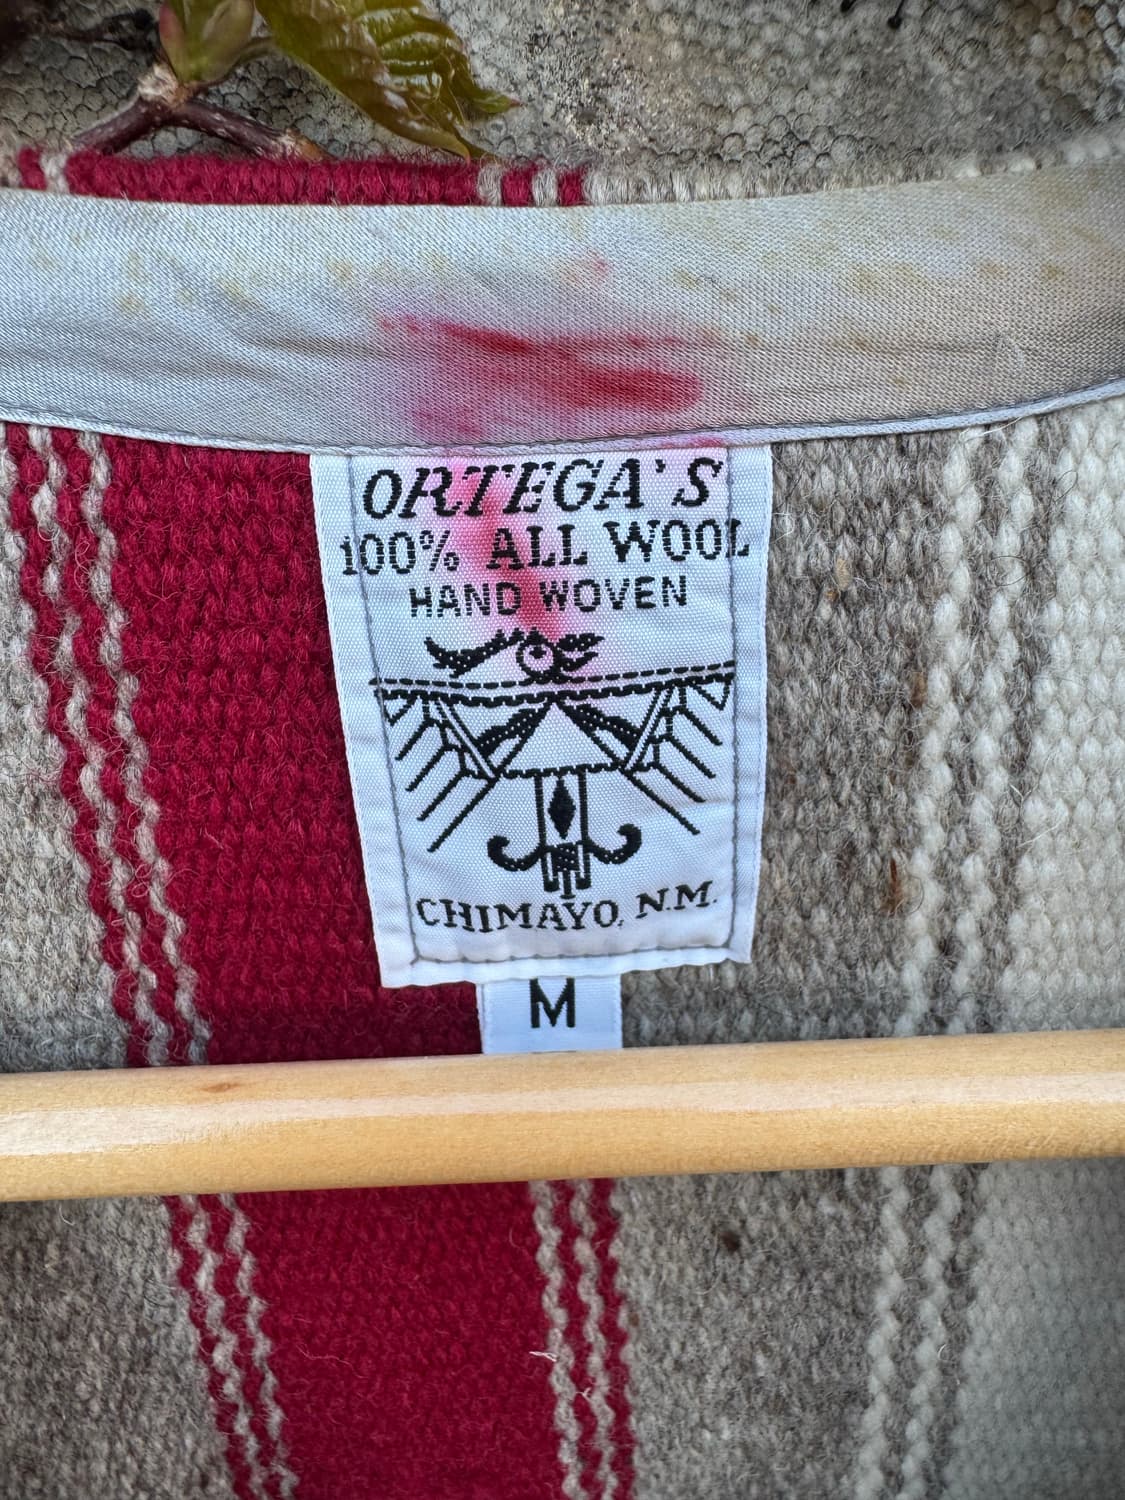 ORTEGA'S
100% ALL WOOL
HAND WOVEN
CHIMAYO, N.M.
M